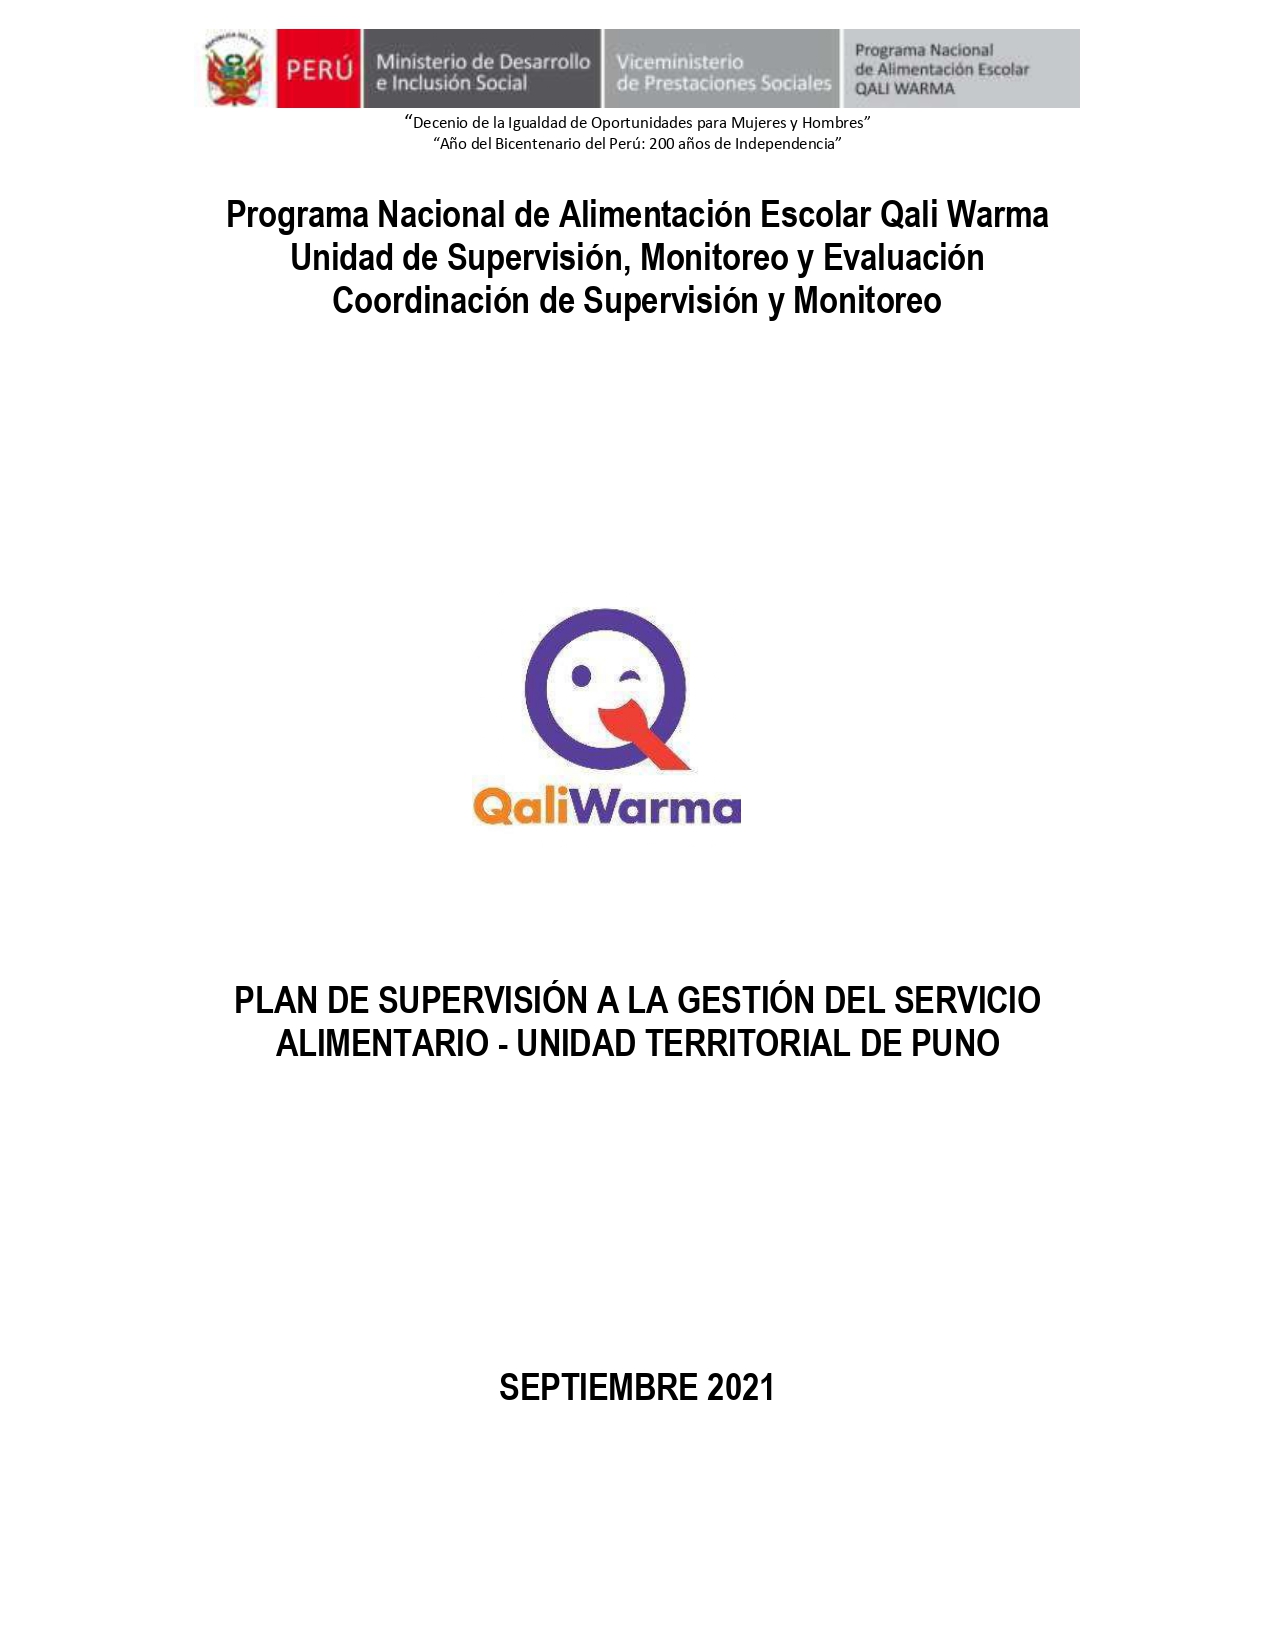 REPÚBLICA DEL PERÚ
PERÚ
Ministerio de Desarrollo
e Inclusión Social
Viceministerio
de Prestaciones Sociales
Programa Nacional
de Alimentación Escolar
QALI WARMA
“Decenio de la Igualdad de Oportunidades para Mujeres y Hombres”
“Año del Bicentenario del Perú: 200 años de Independencia”
Programa Nacional de Alimentación Escolar Qali Warma
Unidad de Supervisión, Monitoreo y Evaluación
Coordinación de Supervisión y Monitoreo
QaliWarma
PLAN DE SUPERVISIÓN A LA GESTIÓN DEL SERVICIO
ALIMENTARIO - UNIDAD TERRITORIAL DE PUNO
SEPTIEMBRE 2021